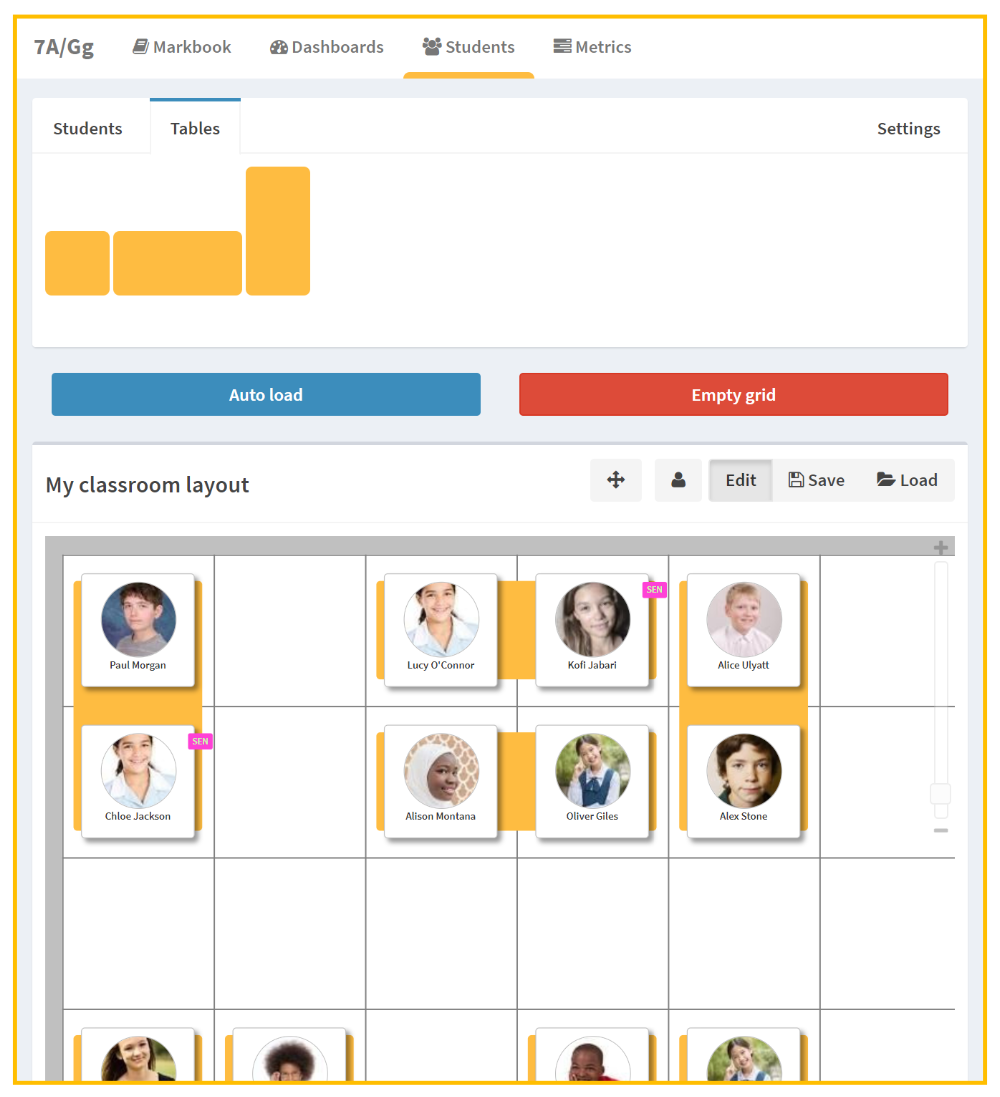 7A/Gg Markbook Dashboards Students Metrics
Students Tables Settings
Auto load Empty grid
My classroom layout Edit Save Load
SEN
Paul Morgan Lucy O'Connor Kofi Jabari Alice Ulyatt
SEN
Chloe Jackson Alison Montana Oliver Giles Alex Stone